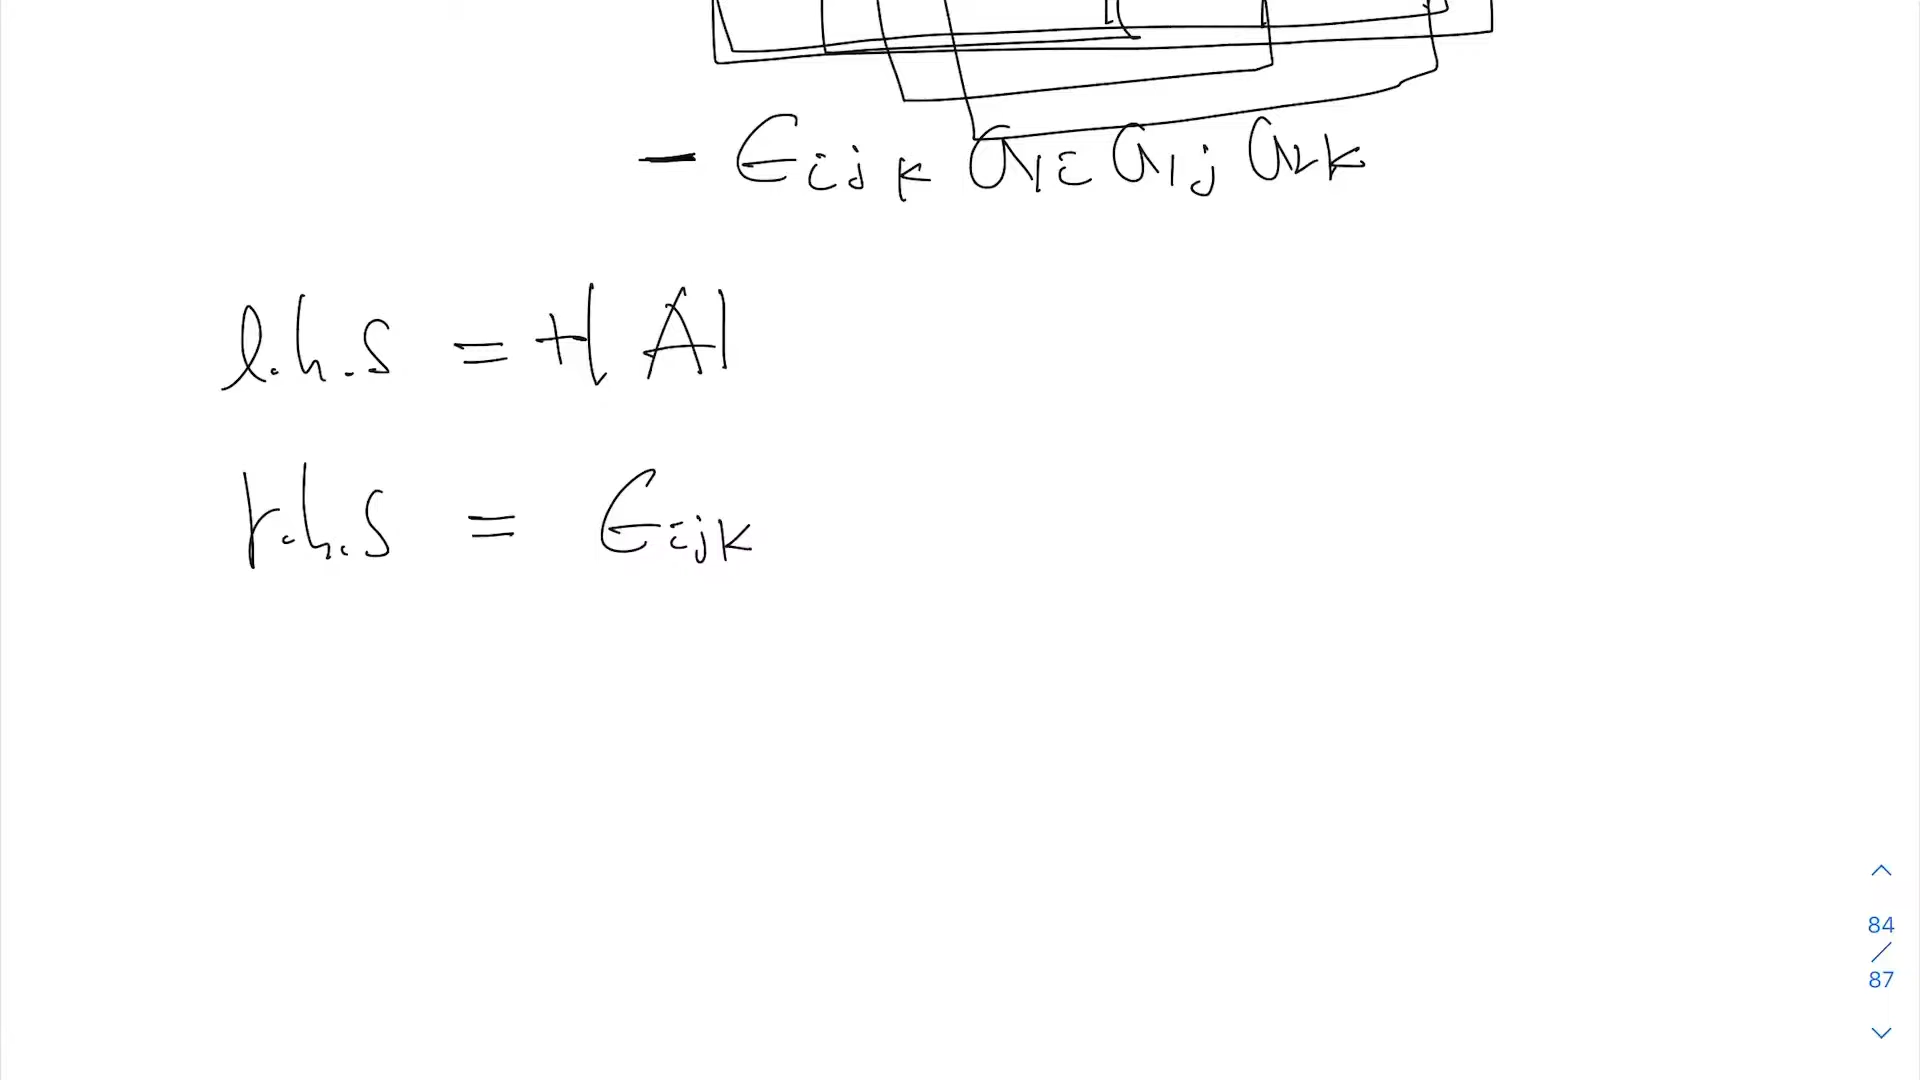 - ϵijk a1i a1j a2k
l.h.s = +|A|
r.h.s = ϵijk
84
/
87